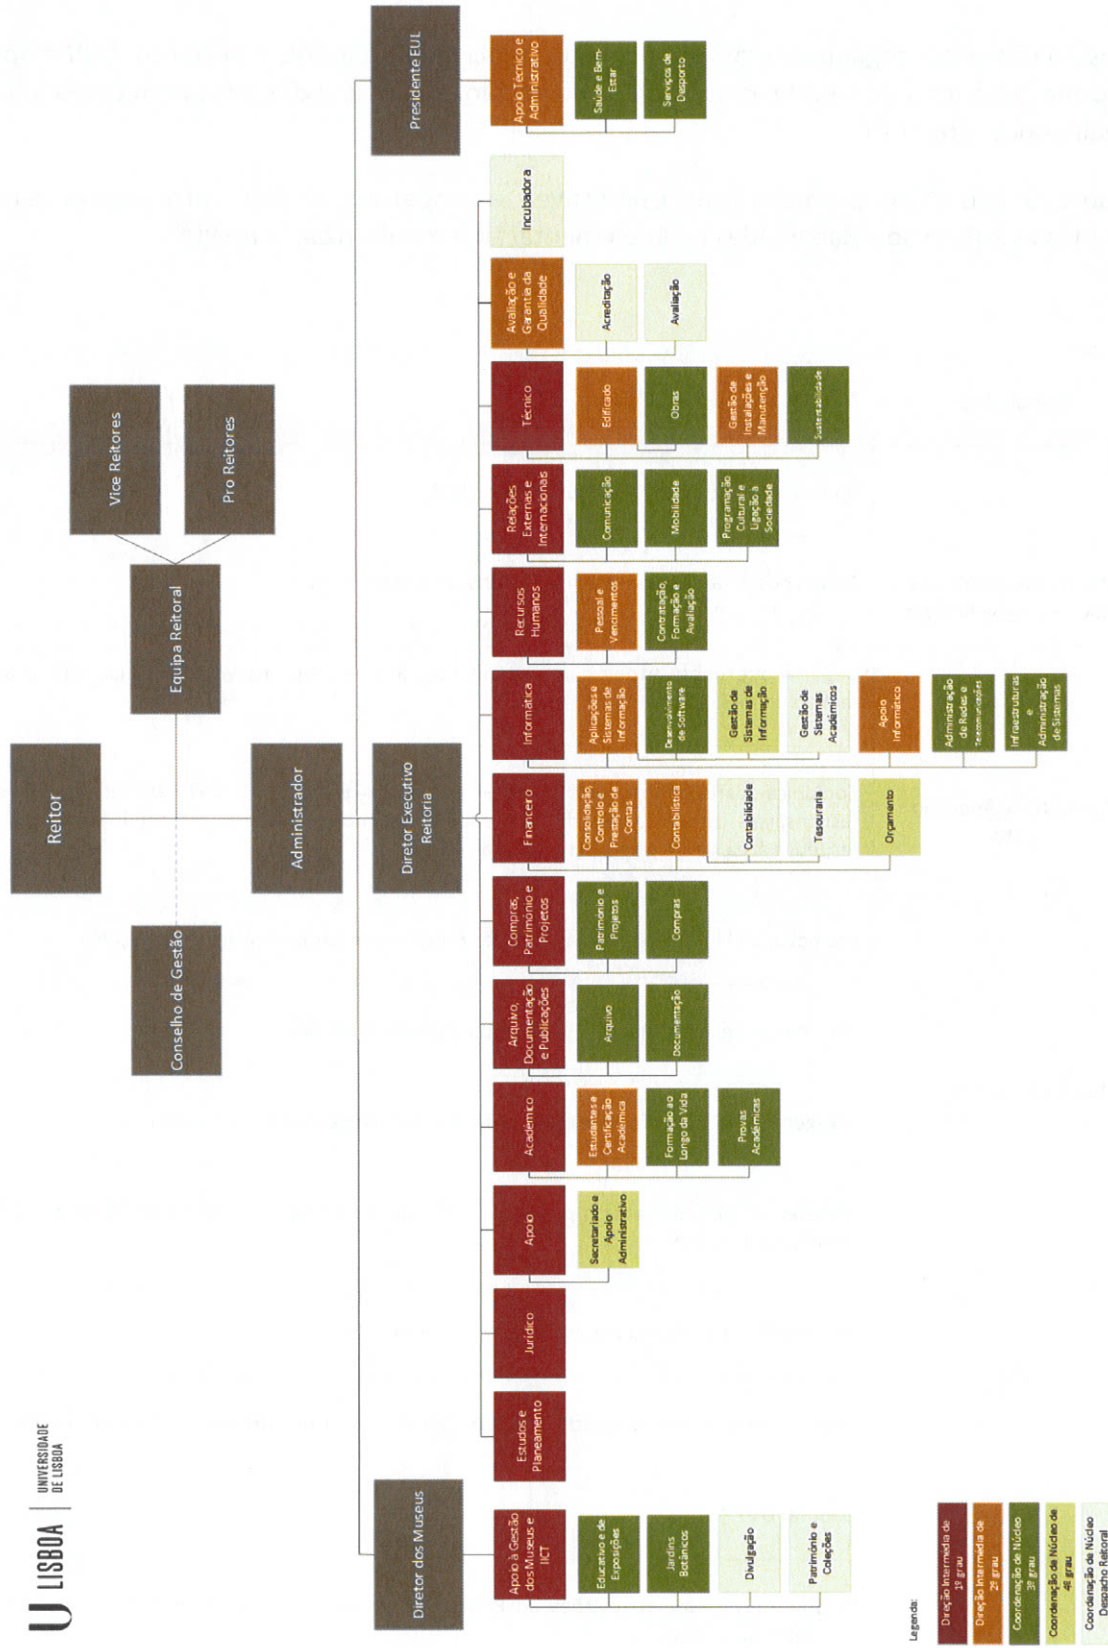 U LISBOA
UNIVERSIDADE
DE LISBOA
Reitor
Vice Reitores
Pro Reitores
Equipa Reitoral
Conselho de Gestão
Administrador
Diretor dos Museus
Diretor Executivo
Reitoria
Presidente EUL
Apoio à Gestão
dos Museus e
IICT
Educativo e de
Exposições
Jardins
Botânicos
Divulgação
Património e
Coleções
Estudos e
Planeamento
Jurídico
Apoio
Secretariado e
Apoio
Administrativo
Académico
Estudantes e
Certificação
Académica
Formação ao
Longo da Vida
Provas
Académicas
Arquivo,
Documentação
e Publicações
Arquivo
Documentação
Compras,
Património e
Projetos
Património e
Projetos
Compras
Financeiro
Consolidação,
Controlo e
Prestação de
Contas
Contabilística
Contabilidade
Tesouraria
Orçamento
Informática
Aplicações e
Sistemas de
Informação
Desenvolvimento
de Software
Gestão de
Sistemas de
Informação
Gestão de
Sistemas
Académicos
Apoio
Informático
Administração
de Redes e
Telecomunicações
Infraestruturas
e
Administração
de Sistemas
Recursos
Humanos
Pessoal e
Vencimentos
Contratação,
Formação e
Avaliação
Relações
Externas e
Internacionais
Comunicação
Mobilidade
Programação
Cultural e
Ligação à
Sociedade
Técnico
Edificado
Obras
Gestão de
Instalações e
Manutenção
Sustentabilidade
Avaliação e
Garantia da
Qualidade
Acreditação
Avaliação
Incubadora
Apoio Técnico e
Administrativo
Saúde e Bem-
Estar
Serviços de
Desporto
Legenda:
Direção Intermédia de
1º grau
Direção Intermédia de
2º grau
Coordenação de Núcleo
3º grau
Coordenação de Núcleo de
4º grau
Coordenação de Núcleo
Despacho Reitoral